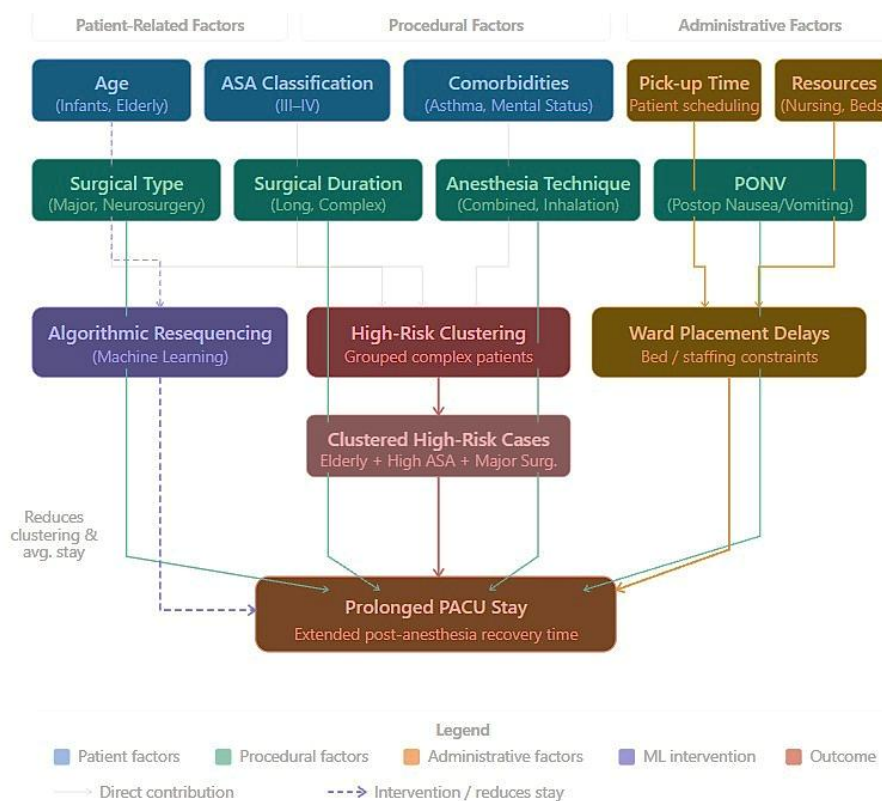 Patient-Related Factors
Procedural Factors
Administrative Factors
Age
(Infants, Elderly)
ASA Classification
(III–IV)
Comorbidities
(Asthma, Mental Status)
Pick-up Time
Patient scheduling
Resources
(Nursing, Beds
Surgical Type
(Major, Neurosurgery)
Surgical Duration
(Long, Complex)
Anesthesia Technique
(Combined, Inhalation)
PONV
(Postop Nausea/Vomiting)
Algorithmic Resequencing
(Machine Learning)
High-Risk Clustering
Grouped complex patients
Ward Placement Delays
Bed / staffing constraints
Clustered High-Risk Cases
Elderly + High ASA + Major Surg.
Reduces
clustering &
avg. stay
Prolonged PACU Stay
Extended post-anesthesia recovery time
Legend
Patient factors
Procedural factors
Administrative factors
ML intervention
Outcome
Direct contribution
Intervention / reduces stay